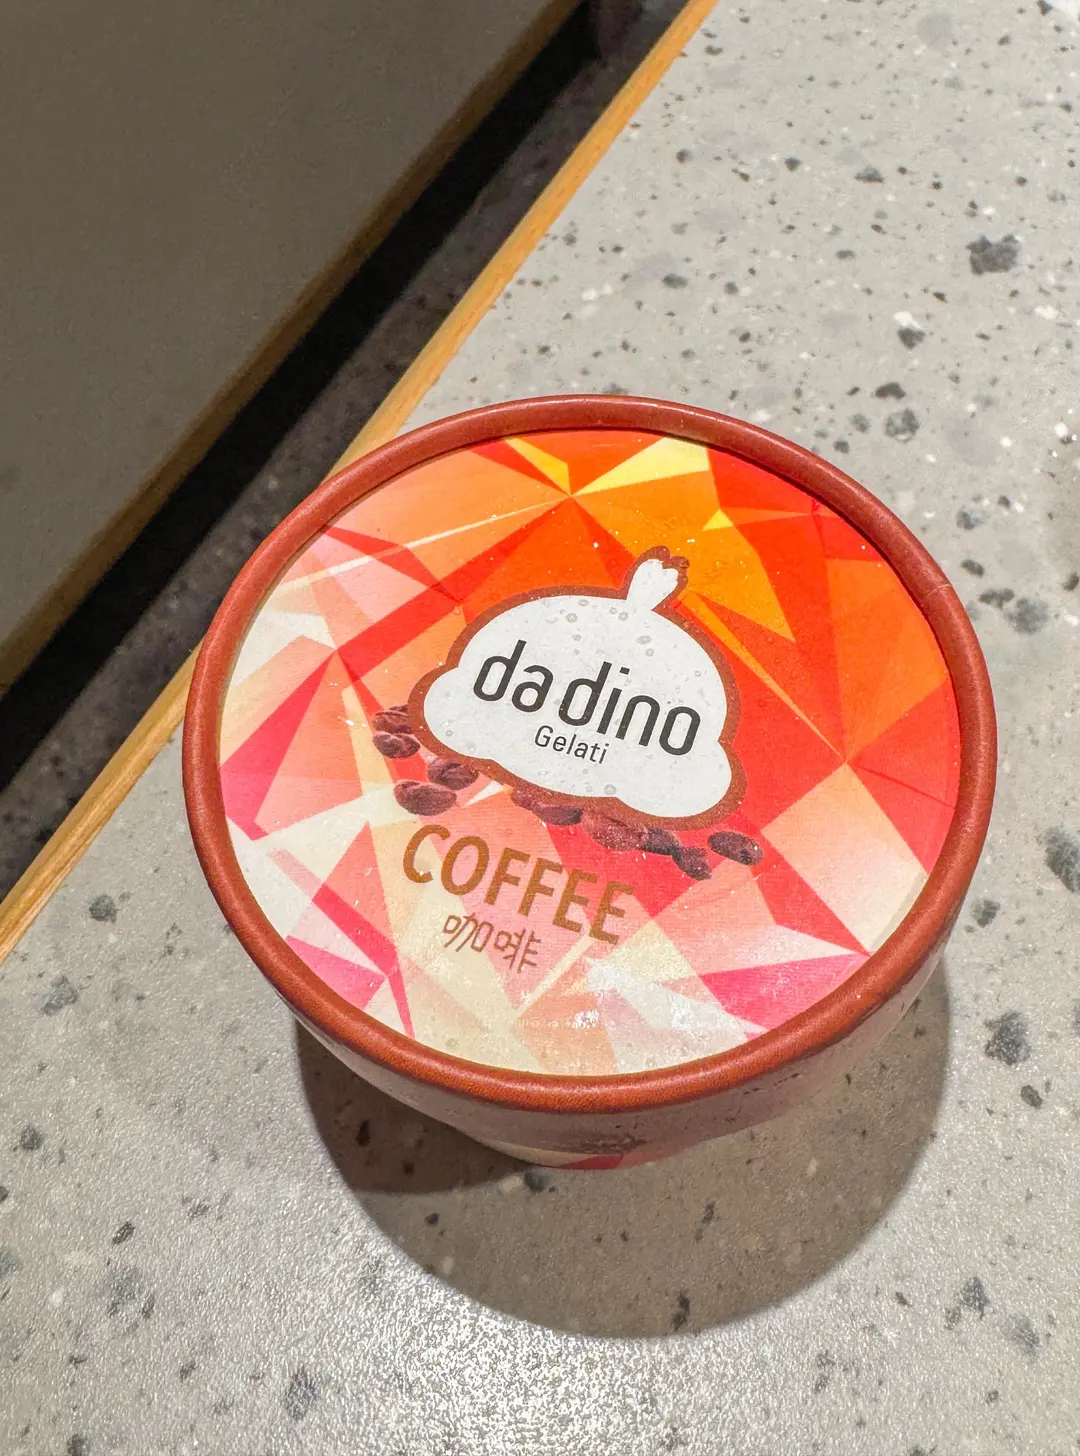 da dino
Gelati
COFFEE
咖啡